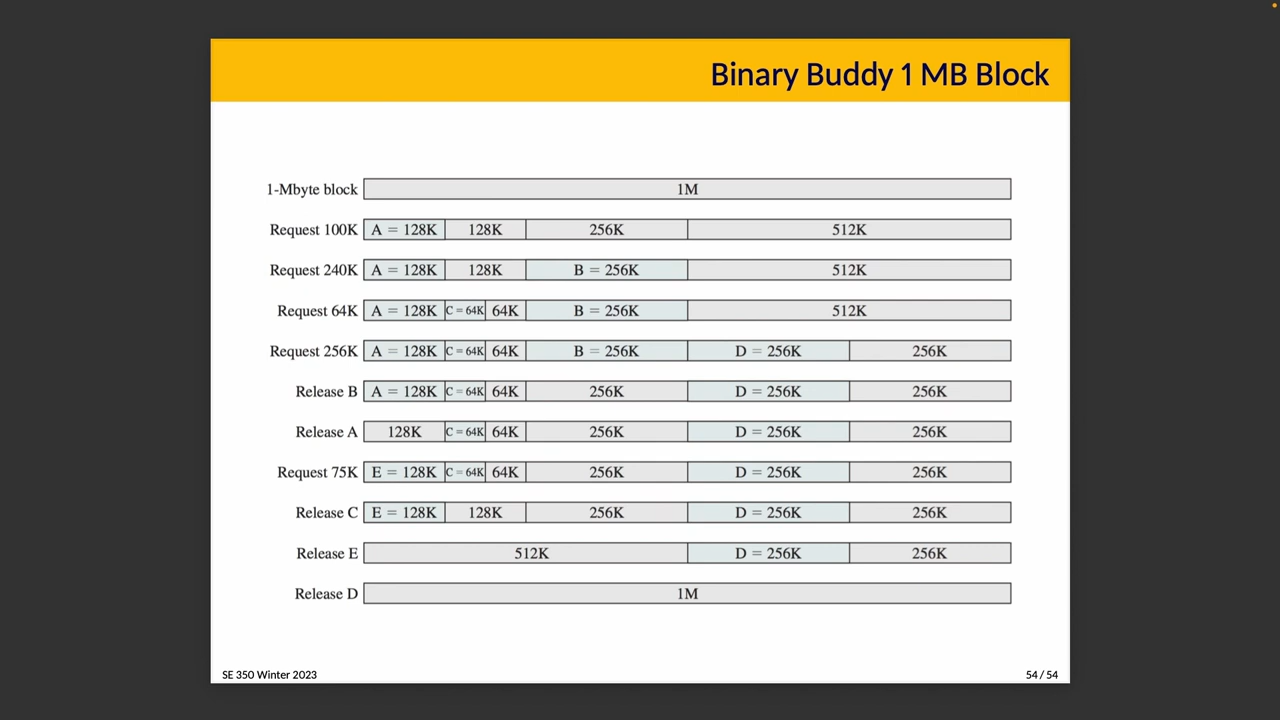 Binary Buddy 1 MB Block
1-Mbyte block 1M
Request 100K A = 128K 128K 256K 512K
Request 240K A = 128K 128K B = 256K 512K
Request 64K A = 128K C = 64K 64K B = 256K 512K
Request 256K A = 128K C = 64K 64K B = 256K D = 256K 256K
Release B A = 128K C = 64K 64K 256K D = 256K 256K
Release A 128K C = 64K 64K 256K D = 256K 256K
Request 75K E = 128K C = 64K 64K 256K D = 256K 256K
Release C E = 128K 128K 256K D = 256K 256K
Release E 512K D = 256K 256K
Release D 1M
SE 350 Winter 2023 54 / 54